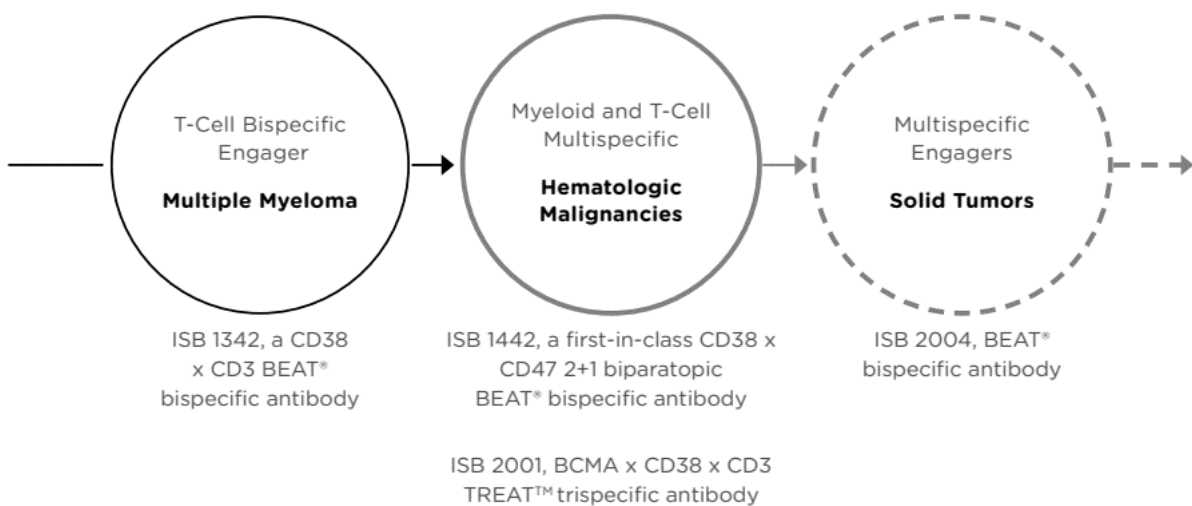 T-Cell Bispecific
Engager
Multiple Myeloma
Myeloid and T-Cell
Multispecific
Hematologic
Malignancies
Multispecific
Engagers
Solid Tumors
ISB 1342, a CD38
x CD3 BEAT®
bispecific antibody
ISB 1442, a first-in-class CD38 x
CD47 2+1 biparatopic
BEAT® bispecific antibody
ISB 2001, BCMA x CD38 x CD3
TREAT™ trispecific antibody
ISB 2004, BEAT®
bispecific antibody